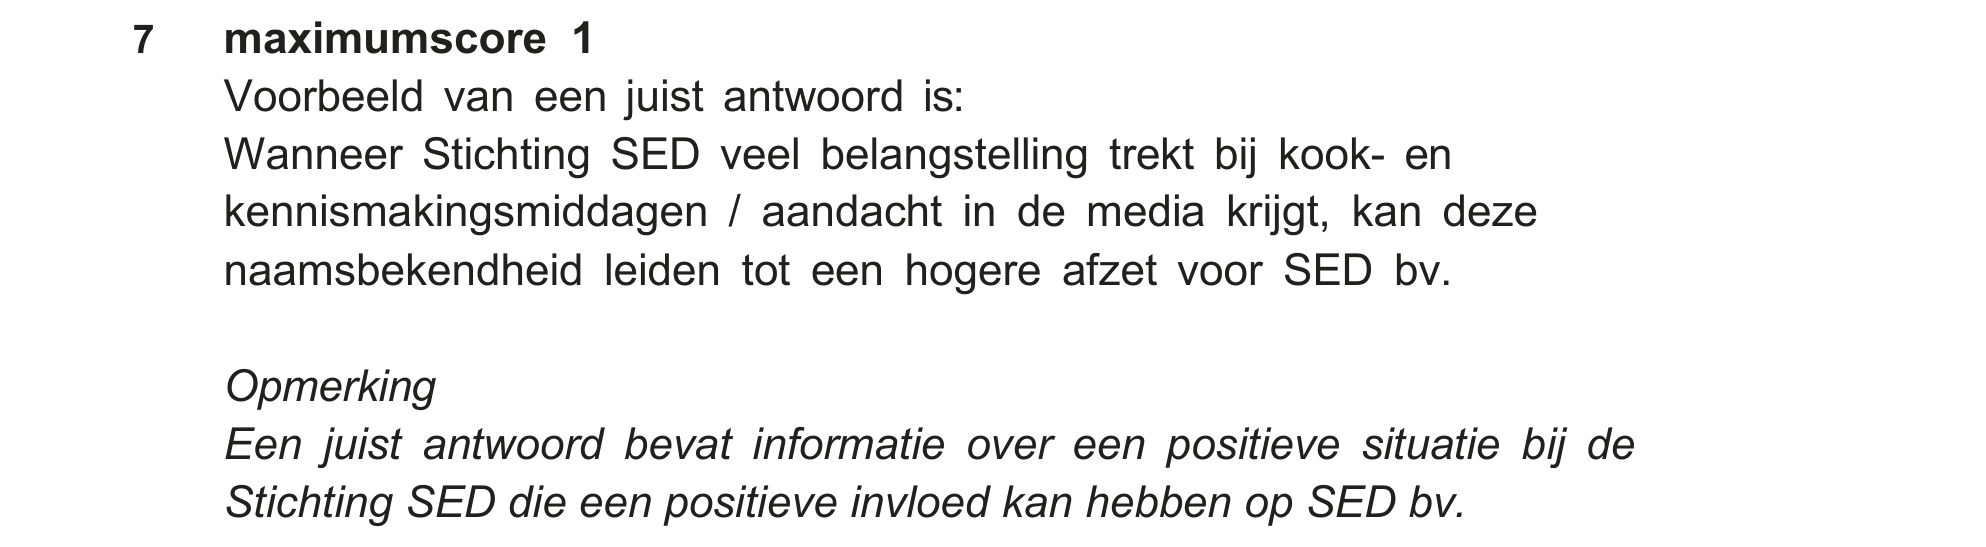 7 maximumscore 1
Voorbeeld van een juist antwoord is:
Wanneer Stichting SED veel belangstelling trekt bij kook- en
kennismakingsmiddagen / aandacht in de media krijgt, kan deze
naamsbekendheid leiden tot een hogere afzet voor SED bv.
Opmerking
Een juist antwoord bevat informatie over een positieve situatie bij de
Stichting SED die een positieve invloed kan hebben op SED bv.